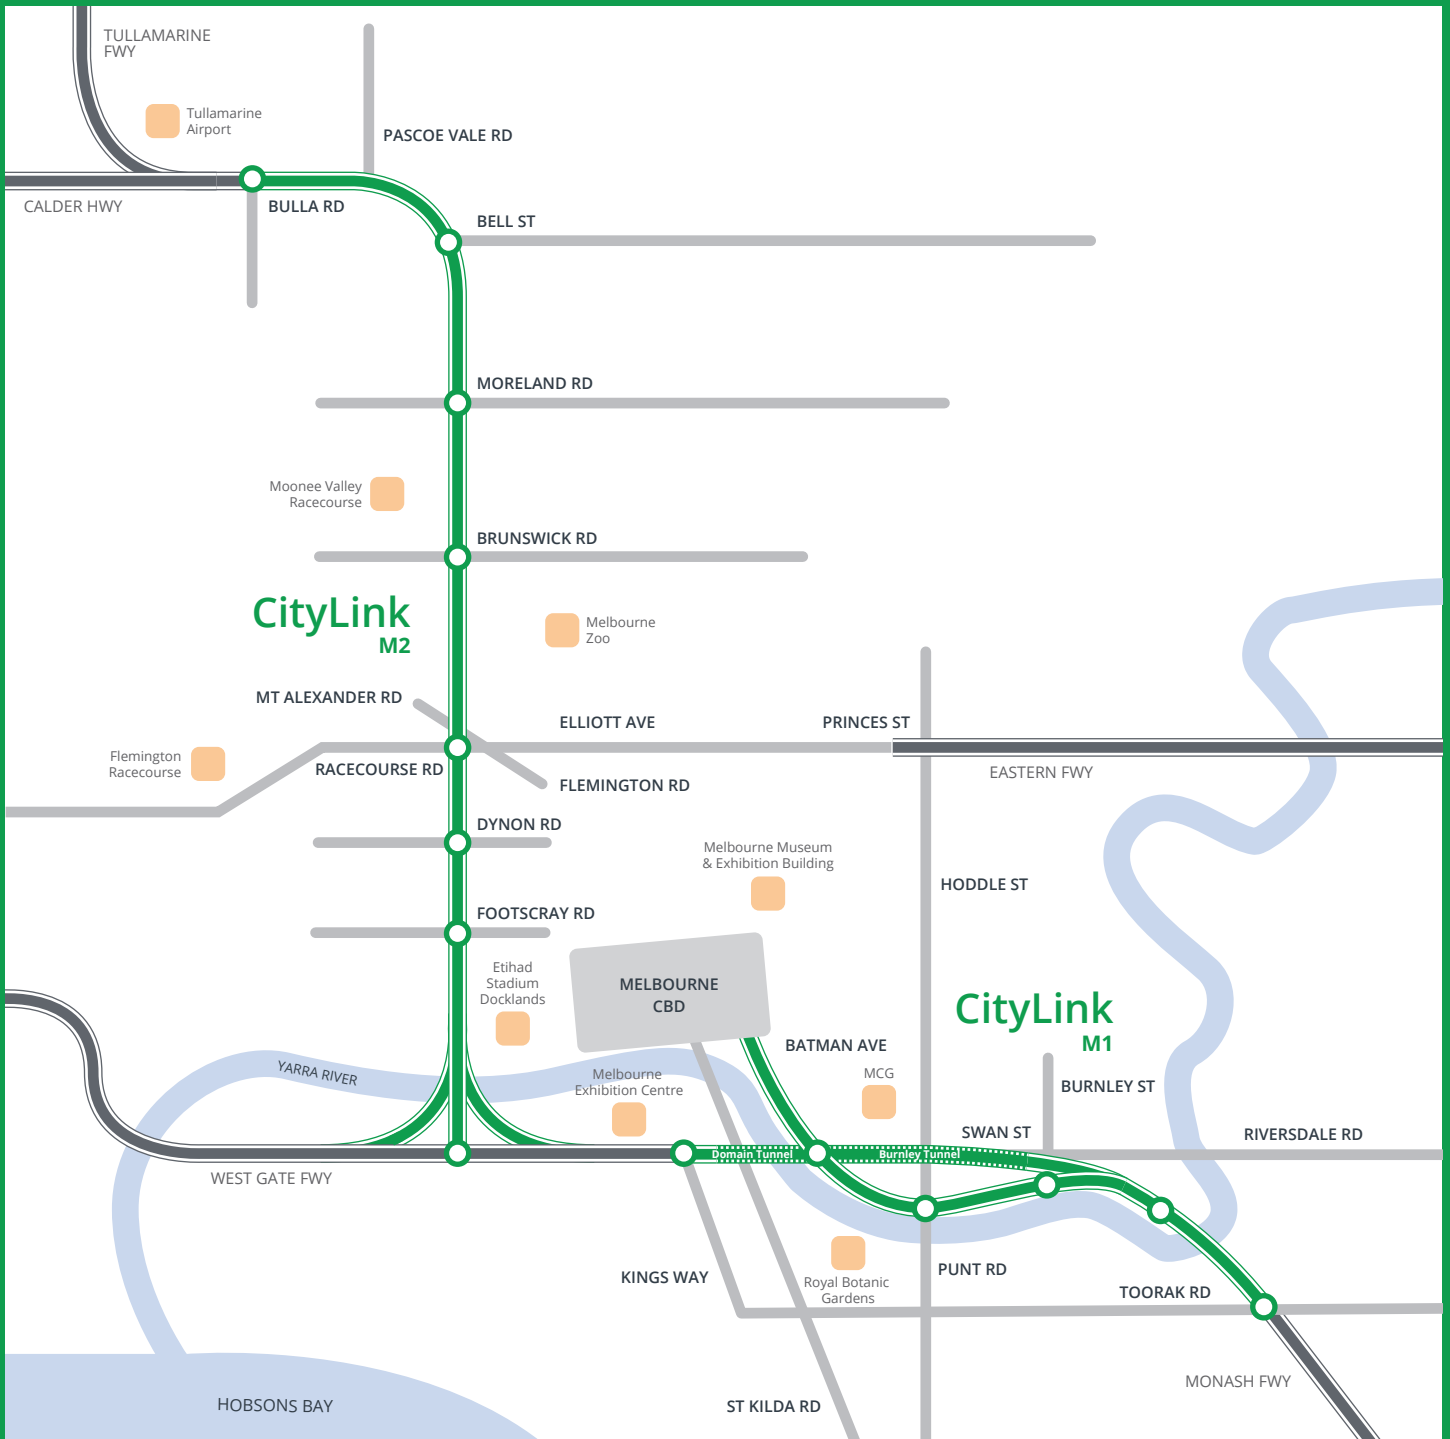 TULLAMARINE
FWY
Tullamarine
Airport
PASCOE VALE RD
CALDER HWY
BULLA RD
BELL ST
MORELAND RD
Moonee Valley
Racecourse
BRUNSWICK RD
CityLink
M2
Melbourne
Zoo
MT ALEXANDER RD
ELLIOTT AVE
PRINCES ST
Flemington
Racecourse
RACECOURSE RD
EASTERN FWY
FLEMINGTON RD
DYNON RD
Melbourne Museum
& Exhibition Building
HODDLE ST
FOOTSCRAY RD
Etihad
Stadium
Docklands
MELBOURNE
CBD
CityLink
M1
BATMAN AVE
YARRA RIVER
Melbourne
Exhibition Centre
MCG
BURNLEY ST
SWAN ST
RIVERSDALE RD
Domain Tunnel
Burnley Tunnel
WEST GATE FWY
KINGS WAY
Royal Botanic
Gardens
PUNT RD
TOORAK RD
MONASH FWY
HOBSONS BAY
ST KILDA RD